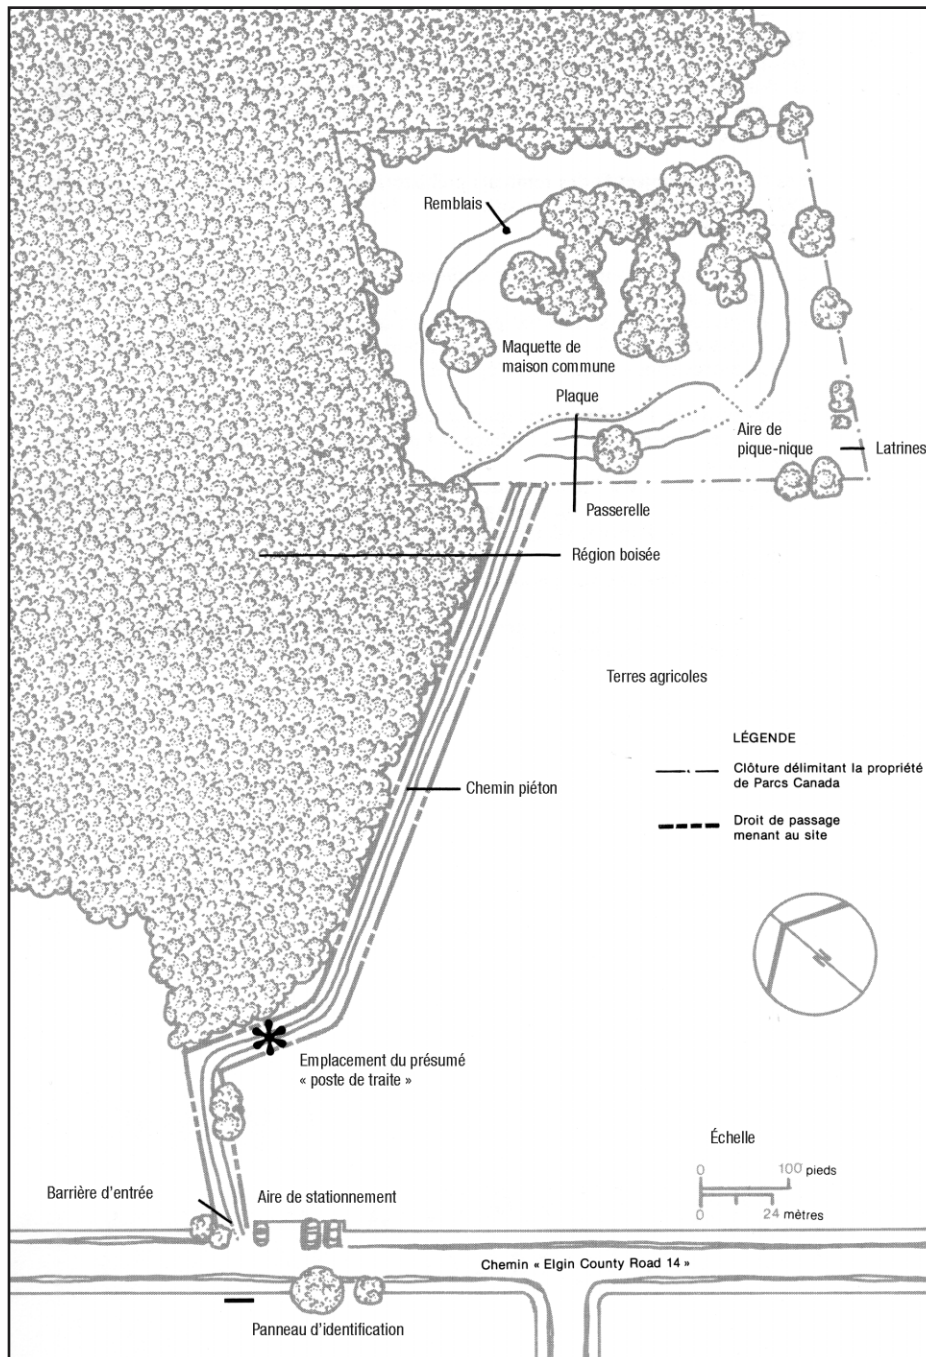 Remblais
Maquette de
maison commune
Plaque
Aire de
pique-nique
Latrines
Passerelle
Région boisée
Terres agricoles
LÉGENDE
Clôture délimitant la propriété
de Parcs Canada
Droit de passage
menant au site
Chemin piéton
N
Emplacement du présumé
« poste de traite »
Échelle
0 100 pieds
0 24 mètres
Barrière d'entrée
Aire de stationnement
Chemin « Elgin County Road 14 »
Panneau d'identification